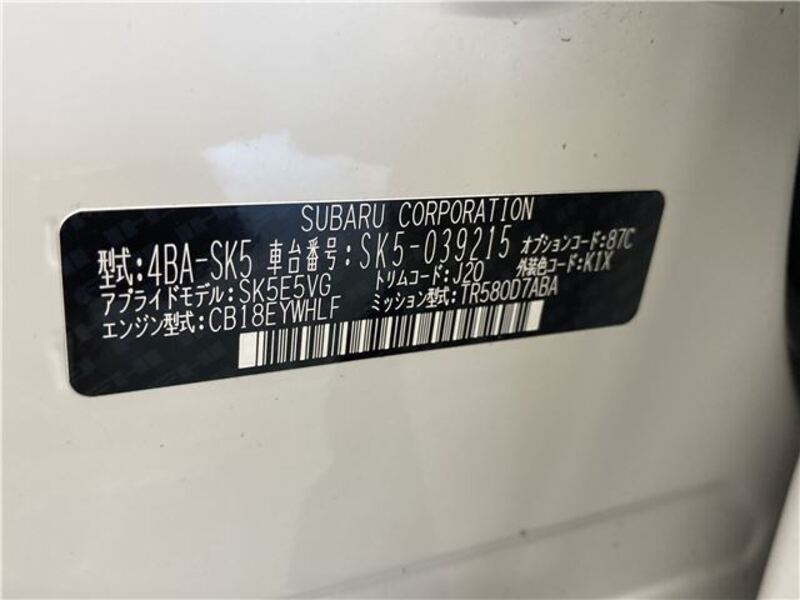 SUBARU CORPORATION
型式:4BA-SK5 車台番号:SK5-039215 オプションコード:87C
アプライドモデル:SK5E5VG トリムコード:J20 外装色コード:K1X
エンジン型式:CB18EYWHLF ミッション型式:TR580D7ABA